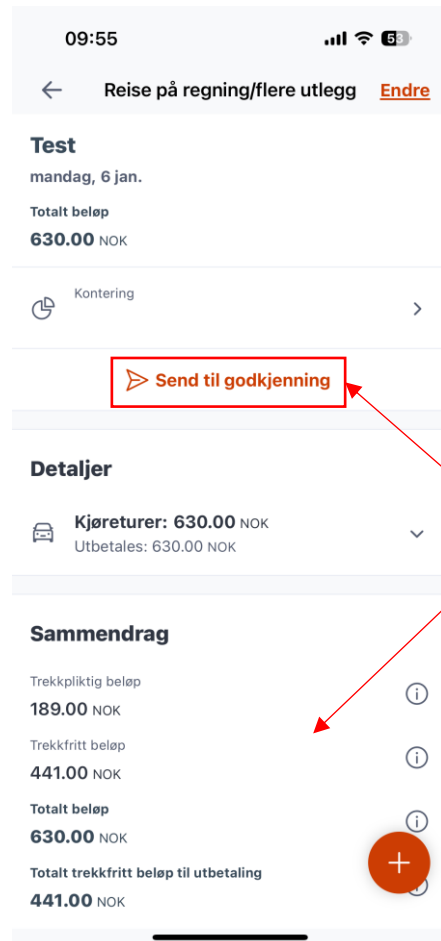 09:55
53
Reise på regning/flere utlegg Endre
Test
mandag, 6 jan.
Totalt beløp
630.00 NOK
Kontering
Send til godkjenning
Detaljer
Kjøreturer: 630.00 NOK
Utbetales: 630.00 NOK
Sammendrag
Trekkpliktig beløp
189.00 NOK
Trekkfritt beløp
441.00 NOK
Totalt beløp
630.00 NOK
Totalt trekkfritt beløp til utbetaling
441.00 NOK